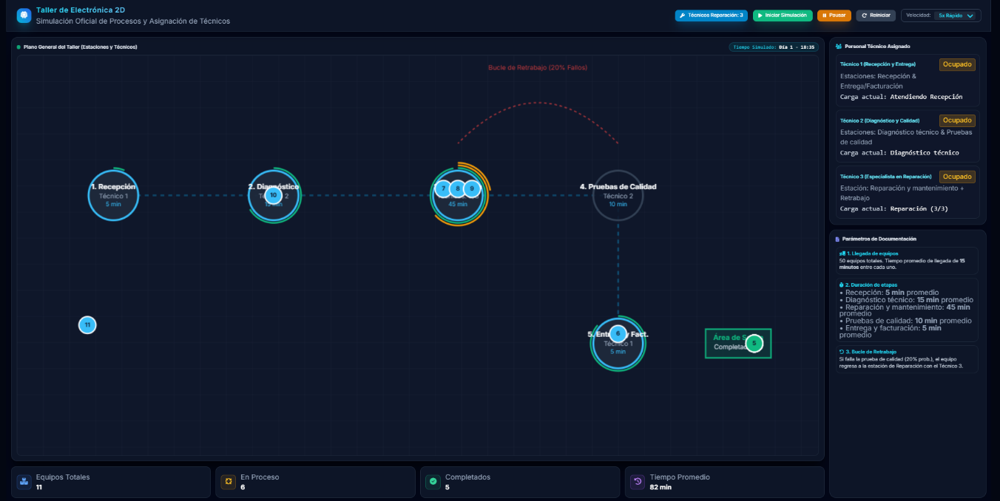 Taller de Electrónica 2D
Simulación Oficial de Procesos y Asignación de Técnicos
Técnicos Reparación: 3
Iniciar Simulación
Pausar
Reiniciar
Velocidad: 5x Rápido
Plano General del Taller (Estaciones y Técnicos)
Tiempo Simulado: Día 1 - 18:35
Bucle de Retrabajo (20% Fallos)
1. Recepción
Técnico 1
5 min
2. Diagnóstico
10
2
15 min
7
8
9
45 min
4. Pruebas de Calidad
Técnico 2
10 min
11
6
5. Entr y Fact.
Técnico 1
5 min
Área de S
Completad
5
Equipos Totales
11
En Proceso
6
Completados
5
Tiempo Promedio
82 min
Personal Técnico Asignado
Técnico 1 (Recepción y Entrega)
Ocupado
Estaciones: Recepción &
Entrega/Facturación
Carga actual: Atendiendo Recepción
Técnico 2 (Diagnóstico y Calidad)
Ocupado
Estaciones: Diagnóstico técnico & Pruebas
de calidad
Carga actual: Diagnóstico técnico
Técnico 3 (Especialista en Reparación)
Ocupado
Estación: Reparación y mantenimiento +
Retrabajo
Carga actual: Reparación (3/3)
Parámetros de Documentación
1. Llegada de equipos
50 equipos totales. Tiempo promedio de llegada de 15
minutos entre cada uno.
2. Duración de etapas
• Recepción: 5 min promedio
• Diagnóstico técnico: 15 min promedio
• Reparación y mantenimiento: 45 min
promedio
• Pruebas de calidad: 10 min promedio
• Entrega y facturación: 5 min
promedio
3. Bucle de Retrabajo
Si falla la prueba de calidad (20% prob.), el equipo
regresa a la estación de Reparación con el Técnico 3.